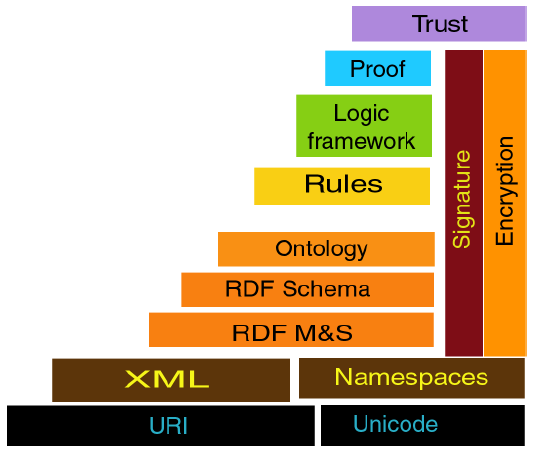 Trust
Proof
Logic
framework
Rules
Ontology
RDF Schema
RDF M&S
Signature
Encryption
XML
Namespaces
URI
Unicode